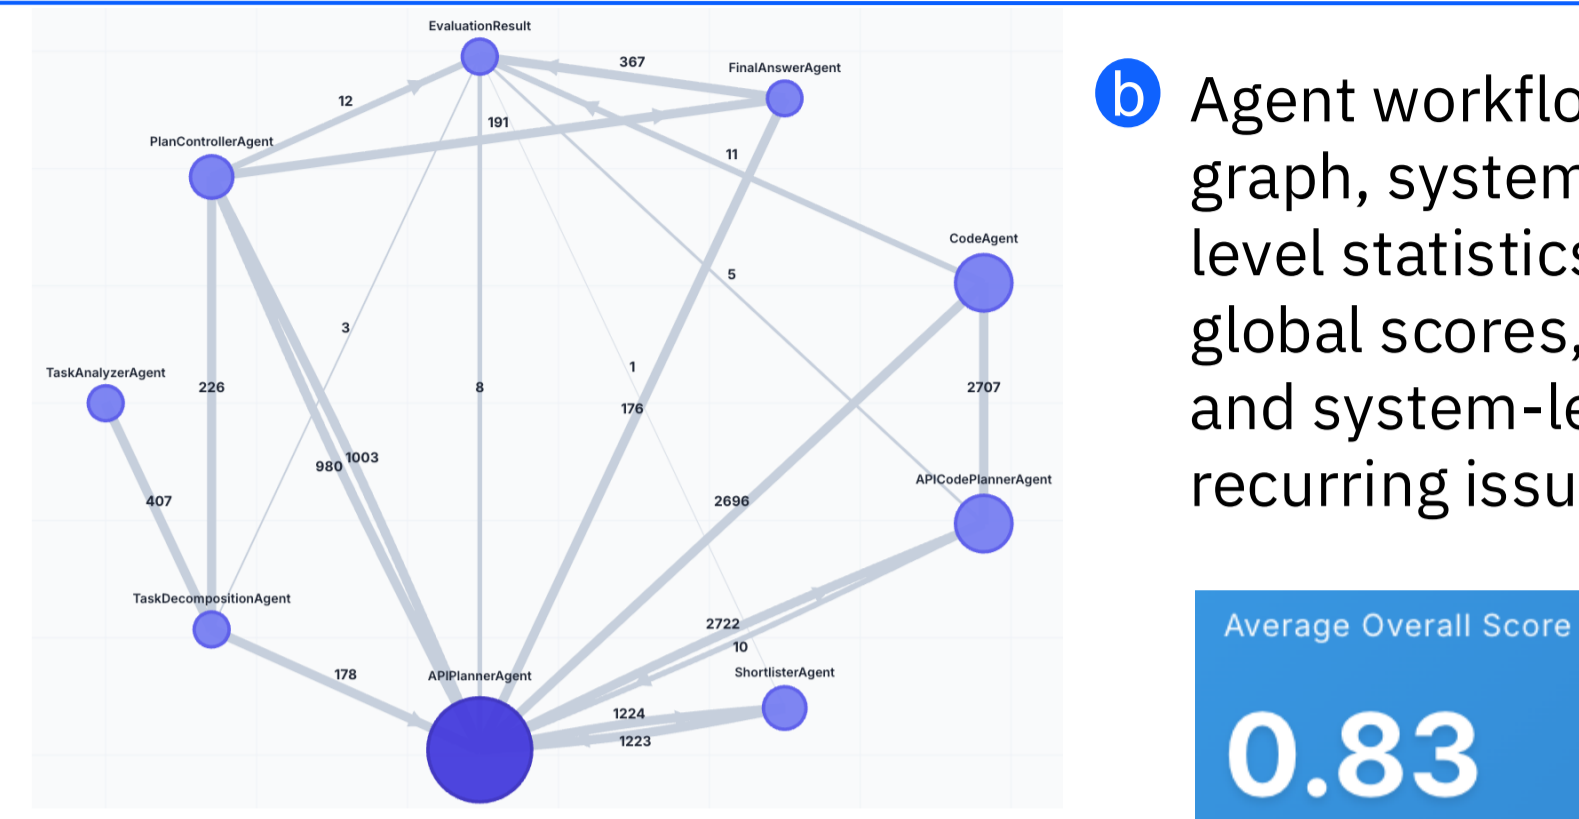 EvaluationResult
367
FinalAnswerAgent
12
191
PlanControllerAgent
11
CodeAgent
5
3
TaskAnalyzerAgent
226
8
1
2707
176
980
1003
407
2696
APICodePlannerAgent
TaskDecompositionAgent
2722
10
178
APIPlannerAgent
ShortlisterAgent
1224
1223
b
Agent workflo
graph, system
level statistics
global scores,
and system-le
recurring issu
Average Overall Score
0.83